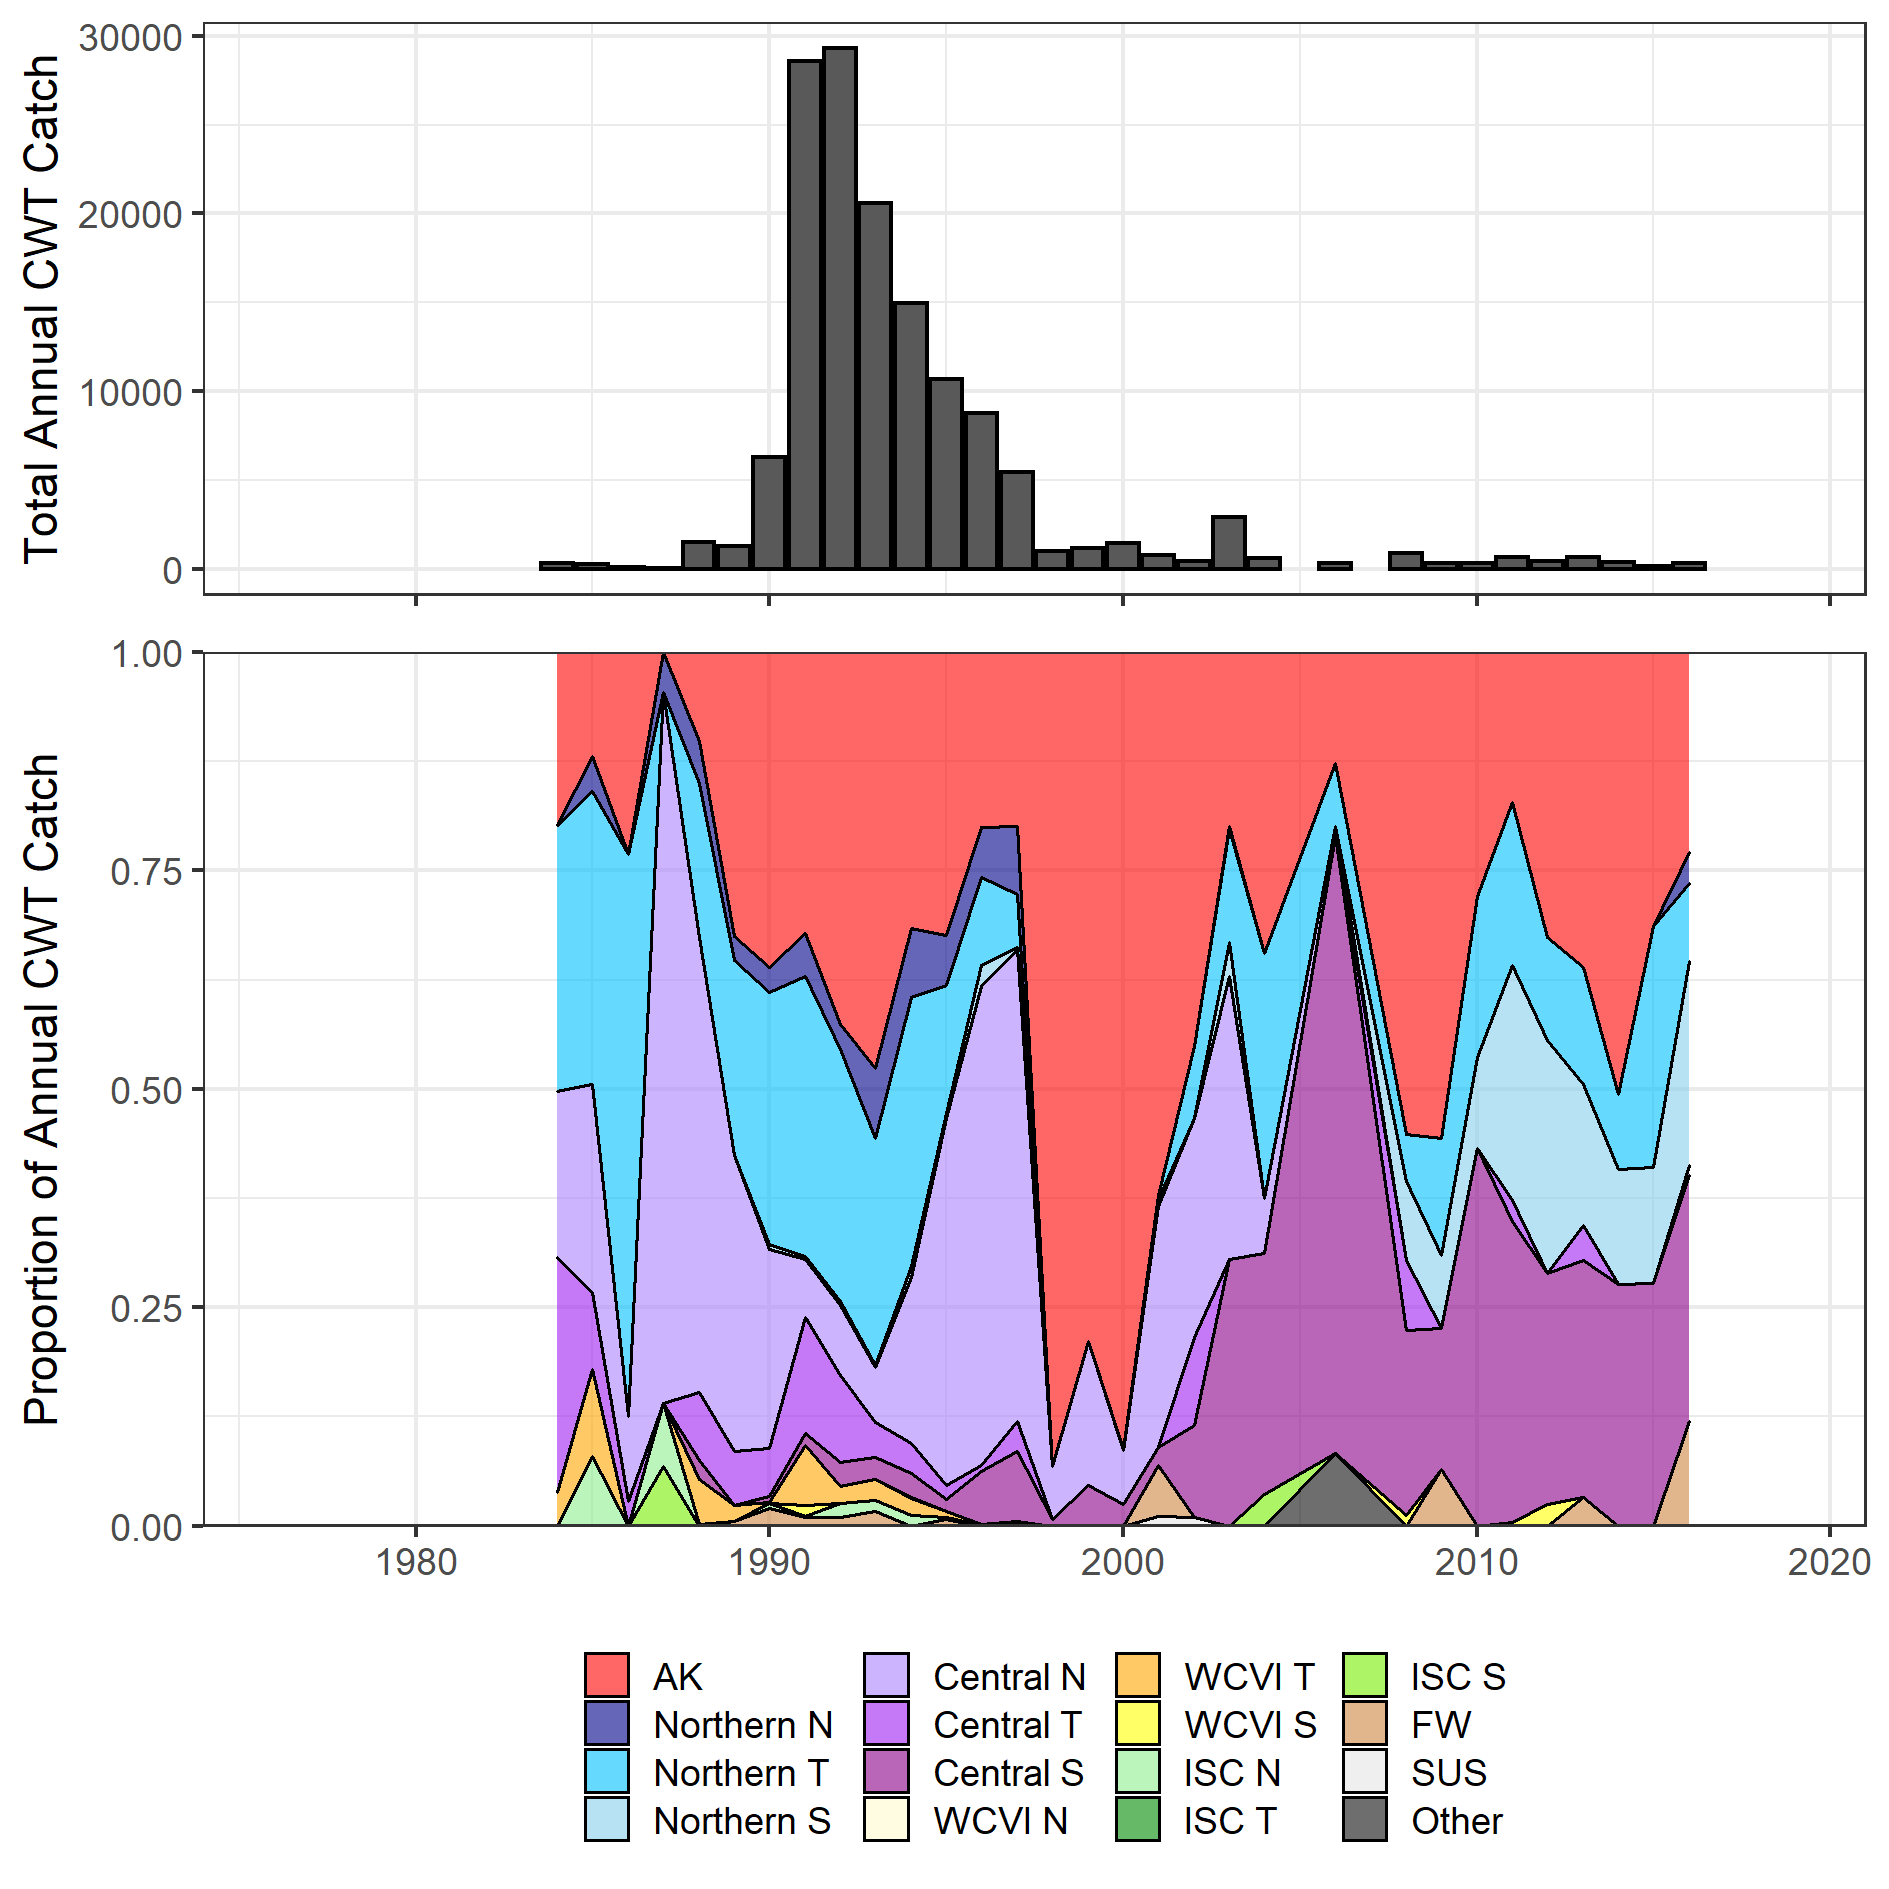 Total Annual CWT Catch
30000
20000
10000
0
Proportion of Annual CWT Catch
1.00
0.75
0.50
0.25
0.00
1980 1990 2000 2010 2020
AK Central N WCVI T ISC S
Northern N Central T WCVI S FW
Northern T Central S ISC N SUS
Northern S WCVI N ISC T Other